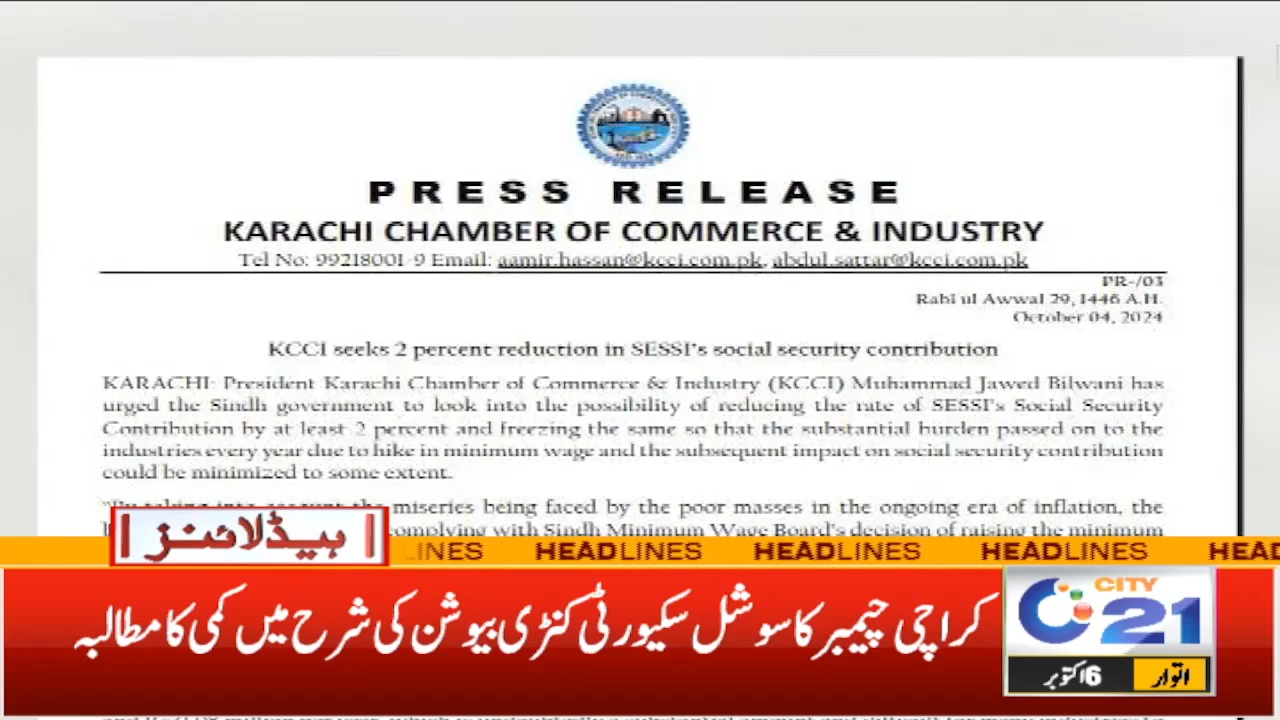 PRESS RELEASE
KARACHI CHAMBER OF COMMERCE & INDUSTRY
Tel No: 99218001-9 Email: aamir.hassan@kcci.com.pk, abdul.sattar@kcci.com.pk
PR-/03
Rabi ul Awwal 29, 1446 A.H.
October 04, 2024
KCCI seeks 2 percent reduction in SESSI's social security contribution
KARACHI: President Karachi Chamber of Commerce & Industry (KCCI) Muhammad Jawed Bilwani has
urged the Sindh government to look into the possibility of reducing the rate of SESSI's Social Security
Contribution by at least 2 percent and freezing the same so that the substantial burden passed on to the
industries every year due to hike in minimum wage and the subsequent impact on social security contribution
could be minimized to some extent.
miseries being faced by the poor masses in the ongoing era of inflation, the
complying with Sindh Minimum Wage Board's decision of raising the minimum
ہیڈلائنز
LINES HEADLINES HEADLINES HEADLINES HEAD
کراچی چیمبر کا سوشل سکیورٹی کنٹری بیوشن کی شرح میں کمی کا مطالبہ
CITY
21
اتوار
6 اکتوبر